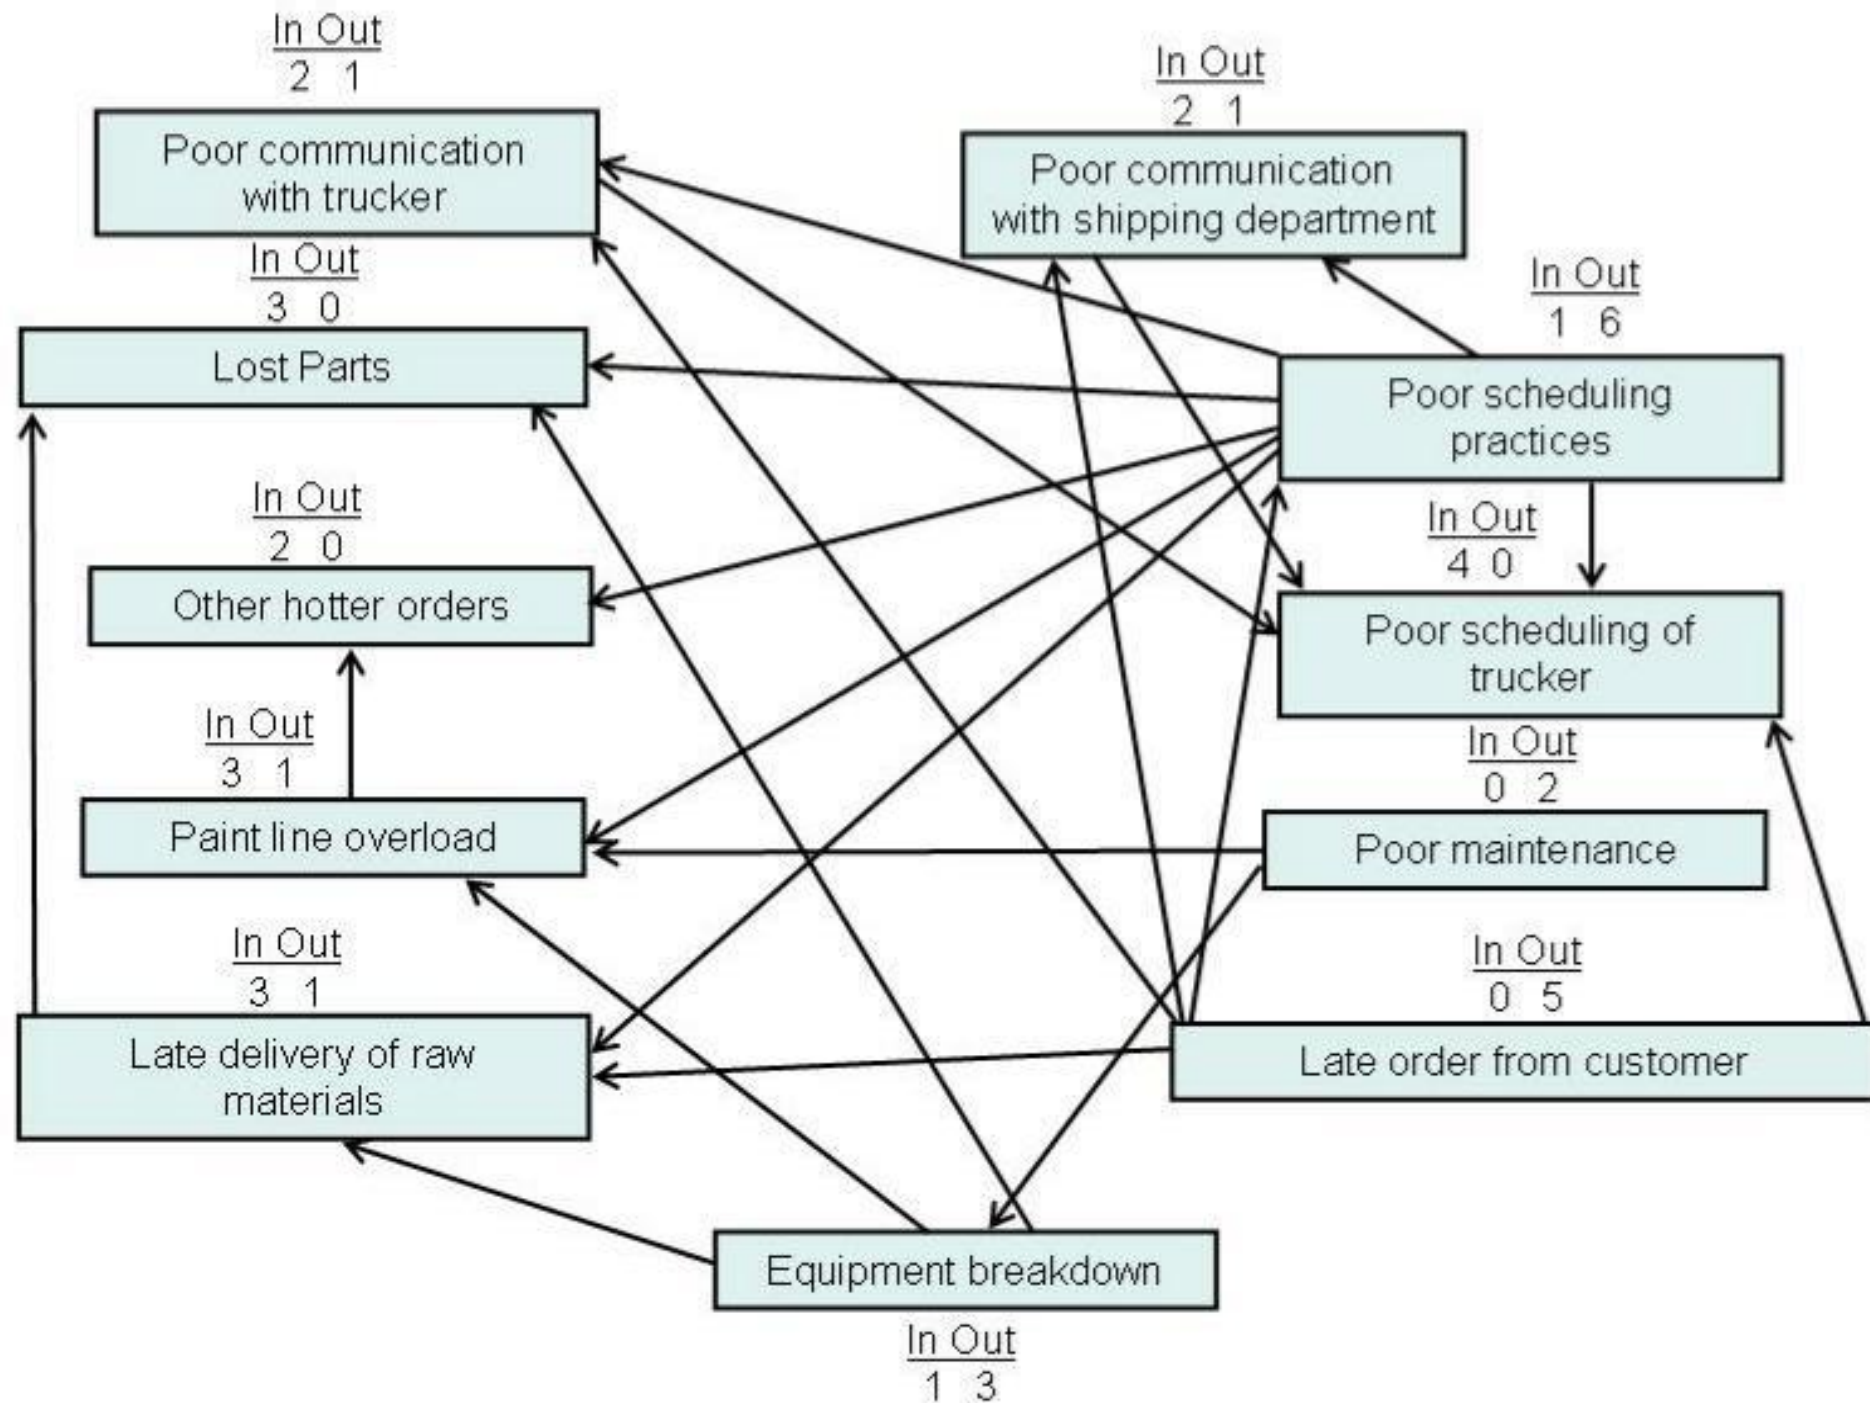 In Out
2 1
Poor communication
with trucker
In Out
2 1
Poor communication
with shipping department
In Out
3 0
Lost Parts
In Out
1 6
Poor scheduling
practices
In Out
2 0
Other hotter orders
In Out
4 0
Poor scheduling of
trucker
In Out
3 1
Paint line overload
In Out
0 2
Poor maintenance
In Out
3 1
Late delivery of raw
materials
In Out
0 5
Late order from customer
Equipment breakdown
In Out
1 3